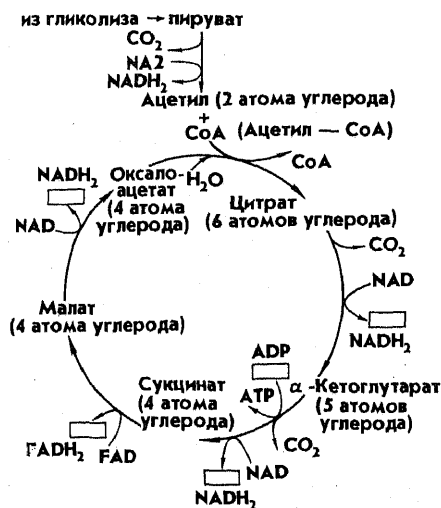 из гликолиза → пируват
CO₂
NA2
NADH₂
Ацетил (2 атома углерода)
+
CoA (Ацетил — CoA)
CoA
Оксало-
ацетат
(4 атома
углерода)
H₂O
NADH₂
NAD
Цитрат
(6 атомов углерода)
CO₂
NAD
NADH₂
α -Кетоглутарат
(5 атомов
углерода)
ADP
ATP
CO₂
NAD
NADH₂
Сукцинат
(4 атома
углерода)
FAD
FADH₂
Малат
(4 атома углерода)